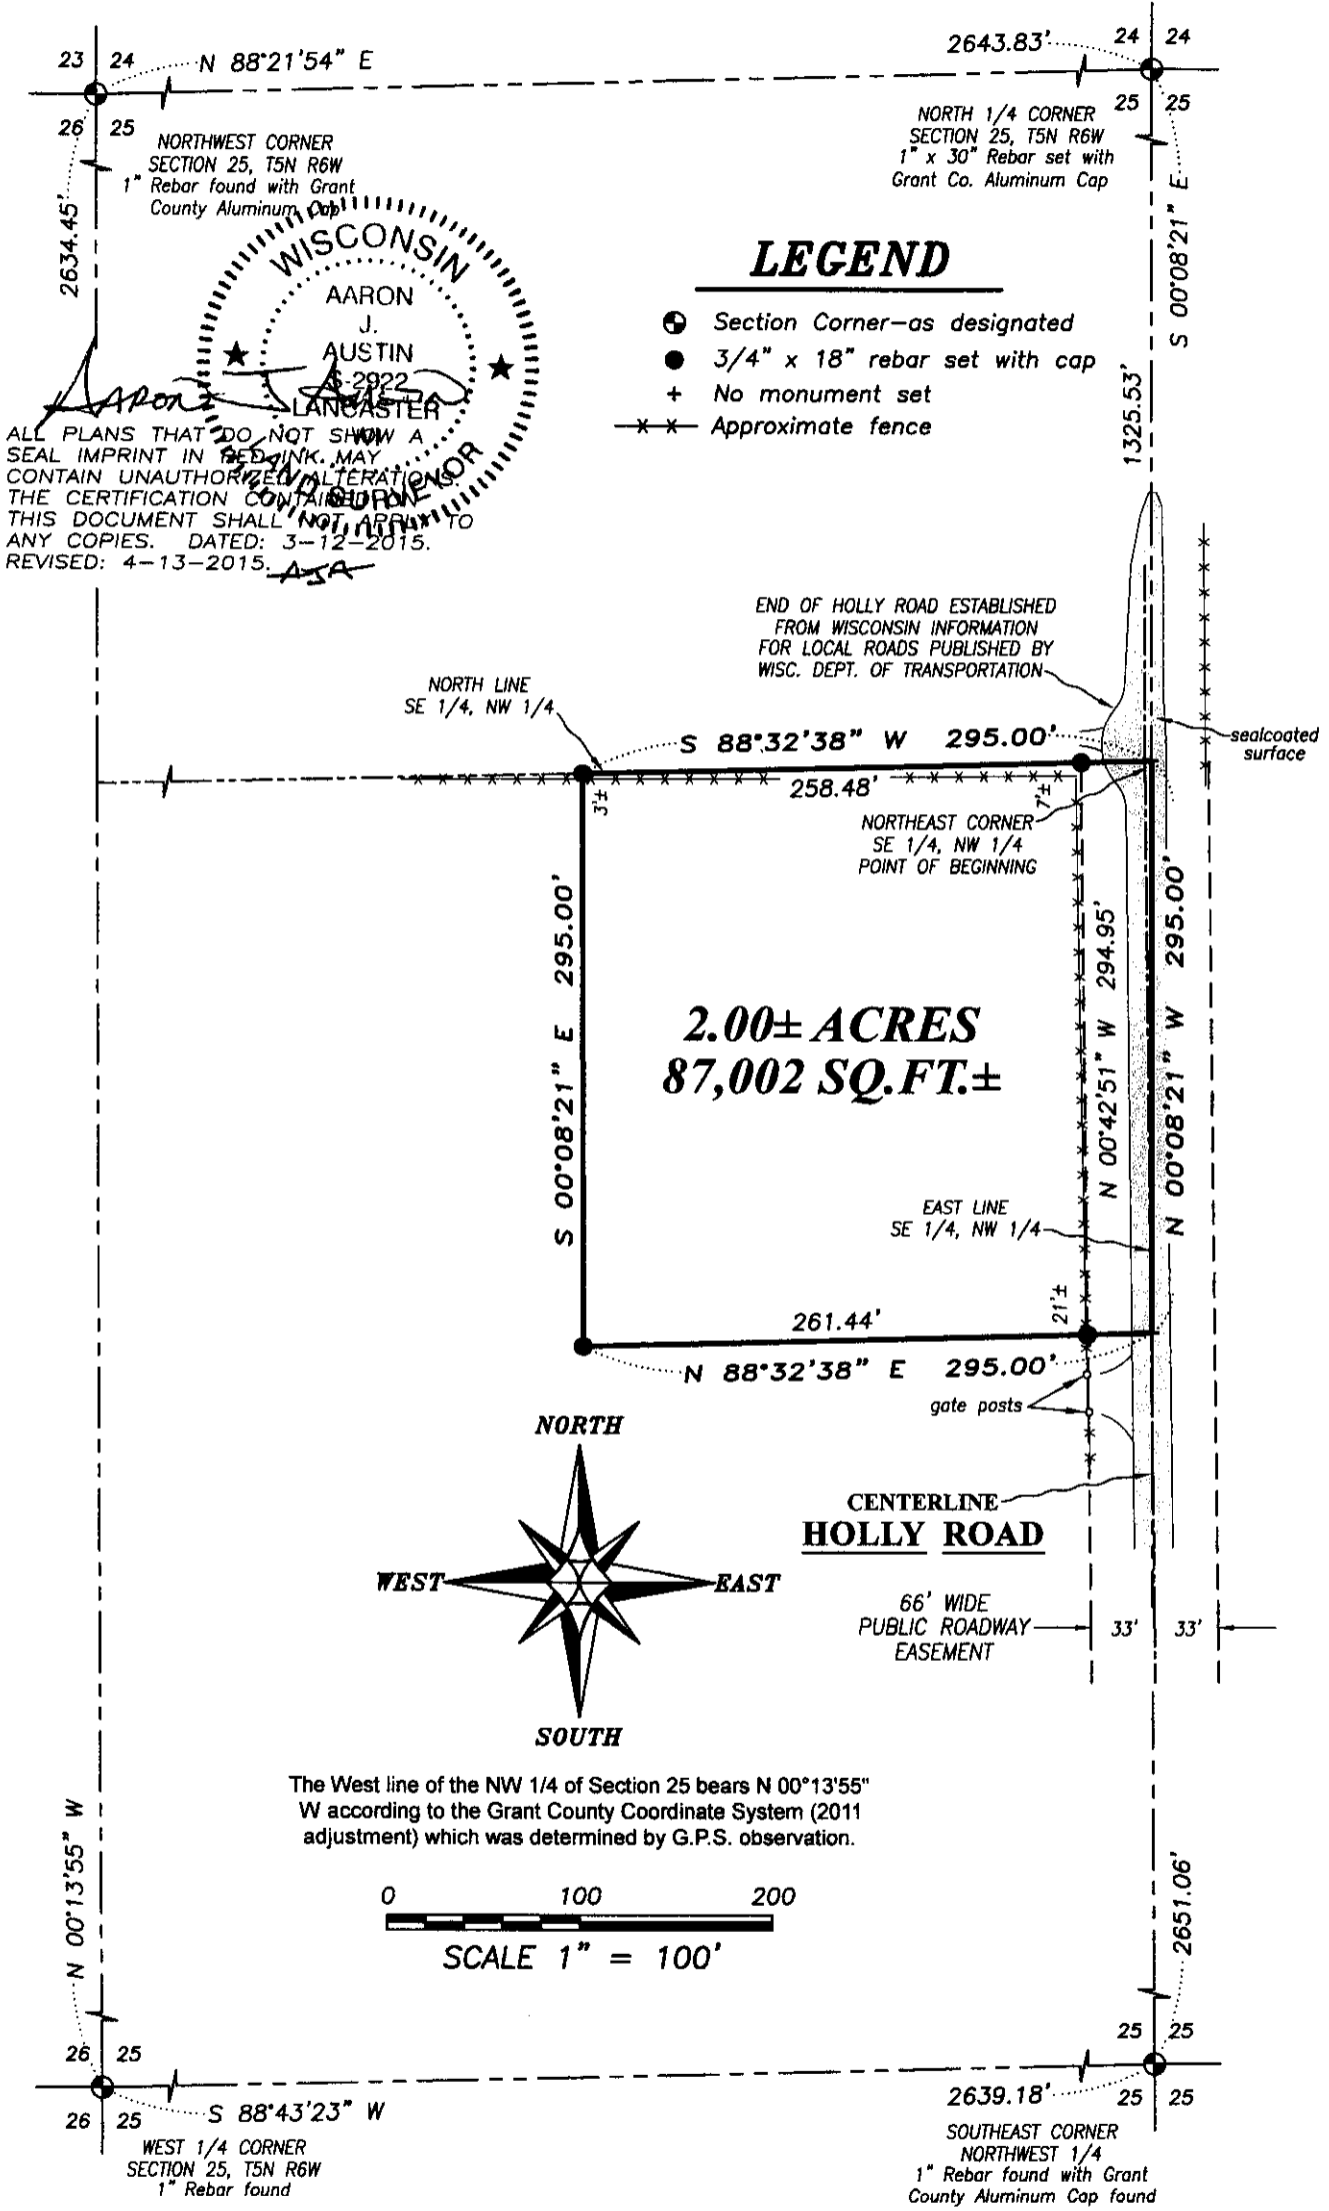 23 24
N 88°21'54" E
2643.83'
24 24
26 25
25 25
NORTHWEST CORNER
SECTION 25, T5N R6W
1" Rebar found with Grant
County Aluminum Cap
NORTH 1/4 CORNER
SECTION 25, T5N R6W
1" x 30" Rebar set with
Grant Co. Aluminum Cap
2634.45'
S 00°08'21" E
1325.53'
WISCONSIN
AARON
J.
AUSTIN
S-2922
LANCASTER
WI
LAND SURVEYOR
LEGEND
Section Corner-as designated
3/4" x 18" rebar set with cap
+ No monument set
x x Approximate fence
ALL PLANS THAT DO NOT SHOW A
SEAL IMPRINT IN RED INK. MAY
CONTAIN UNAUTHORIZED ALTERATIONS.
THE CERTIFICATION CONTAINED ON
THIS DOCUMENT SHALL NOT APPLY TO
ANY COPIES. DATED: 3-12-2015.
REVISED: 4-13-2015. AJA
END OF HOLLY ROAD ESTABLISHED
FROM WISCONSIN INFORMATION
FOR LOCAL ROADS PUBLISHED BY
WISC. DEPT. OF TRANSPORTATION
NORTH LINE
SE 1/4, NW 1/4
S 88°32'38" W 295.00'
sealcoated
surface
258.48'
3'±
7'±
NORTHEAST CORNER
SE 1/4, NW 1/4
POINT OF BEGINNING
S 00°08'21" E 295.00'
N 00°42'51" W 294.95'
N 00°08'21" W 295.00'
2.00± ACRES
87,002 SQ.FT.±
EAST LINE
SE 1/4, NW 1/4
21'±
261.44'
N 88°32'38" E 295.00'
gate posts
NORTH
WEST
EAST
SOUTH
CENTERLINE
HOLLY ROAD
66' WIDE
PUBLIC ROADWAY
EASEMENT
33' 33'
The West line of the NW 1/4 of Section 25 bears N 00°13'55"
W according to the Grant County Coordinate System (2011
adjustment) which was determined by G.P.S. observation.
0 100 200
SCALE 1" = 100'
N 00°13'55" W
2651.06'
26 25
25 25
26 25
S 88°43'23" W
2639.18'
25 25
WEST 1/4 CORNER
SECTION 25, T5N R6W
1" Rebar found
SOUTHEAST CORNER
NORTHWEST 1/4
1" Rebar found with Grant
County Aluminum Cap found